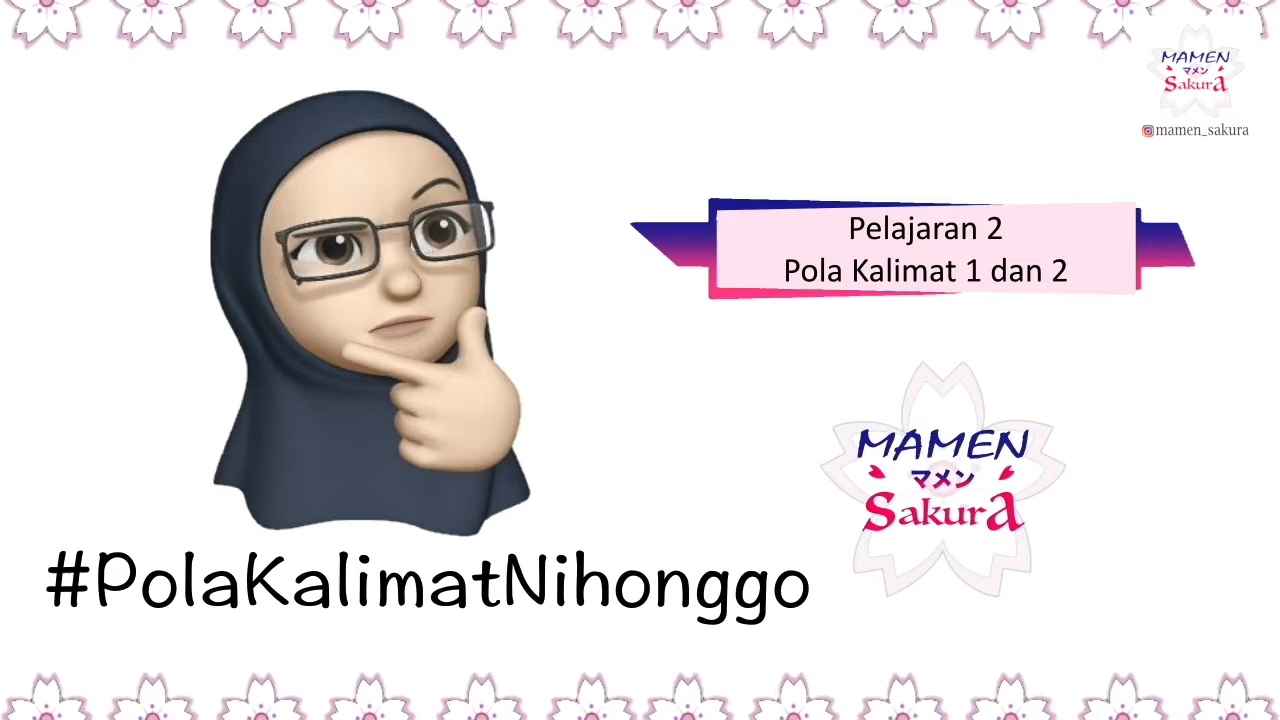 MAMEN
マメン
Sakura
mamen_sakura
Pelajaran 2
Pola Kalimat 1 dan 2
MAMEN
マメン
Sakura
#PolaKalimatNihonggo